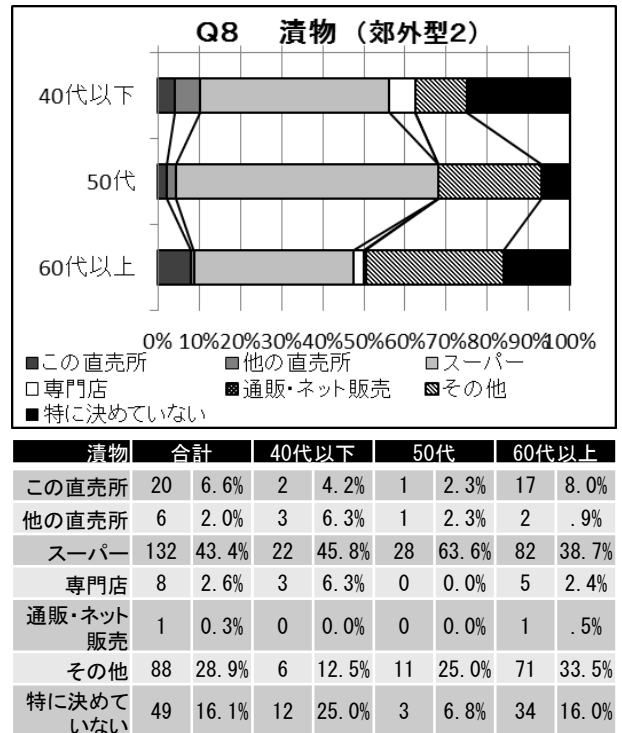 Q8 漬物（郊外型2）
40代以下
50代
60代以上
0% 10%20%30%40%50%60%70%80%90%100%
■この直売所 ■他の直売所 ■スーパー
□専門店 ■通販・ネット販売 ■その他
■特に決めていない
漬物 合計 40代以下 50代 60代以上
この直売所 20 6.6% 2 4.2% 1 2.3% 17 8.0%
他の直売所 6 2.0% 3 6.3% 1 2.3% 2 .9%
スーパー 132 43.4% 22 45.8% 28 63.6% 82 38.7%
専門店 8 2.6% 3 6.3% 0 0.0% 5 2.4%
通販・ネット
販売 1 0.3% 0 0.0% 0 0.0% 1 .5%
その他 88 28.9% 6 12.5% 11 25.0% 71 33.5%
特に決めて
いない 49 16.1% 12 25.0% 3 6.8% 34 16.0%